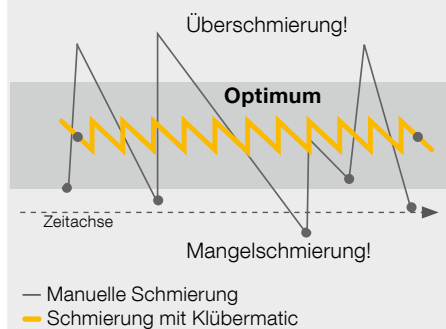 Überschmierung!
Optimum
Zeitachse
Mangelschmierung!
Manuelle Schmierung
Schmierung mit Klübermatic